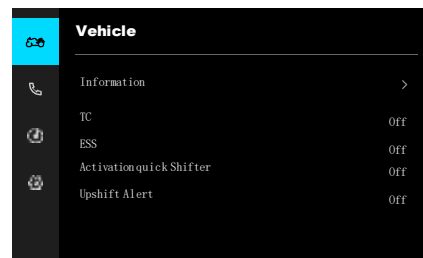 Vehicle
Information
TC Off
ESS Off
Activation quick Shifter Off
Upshift Alert Off